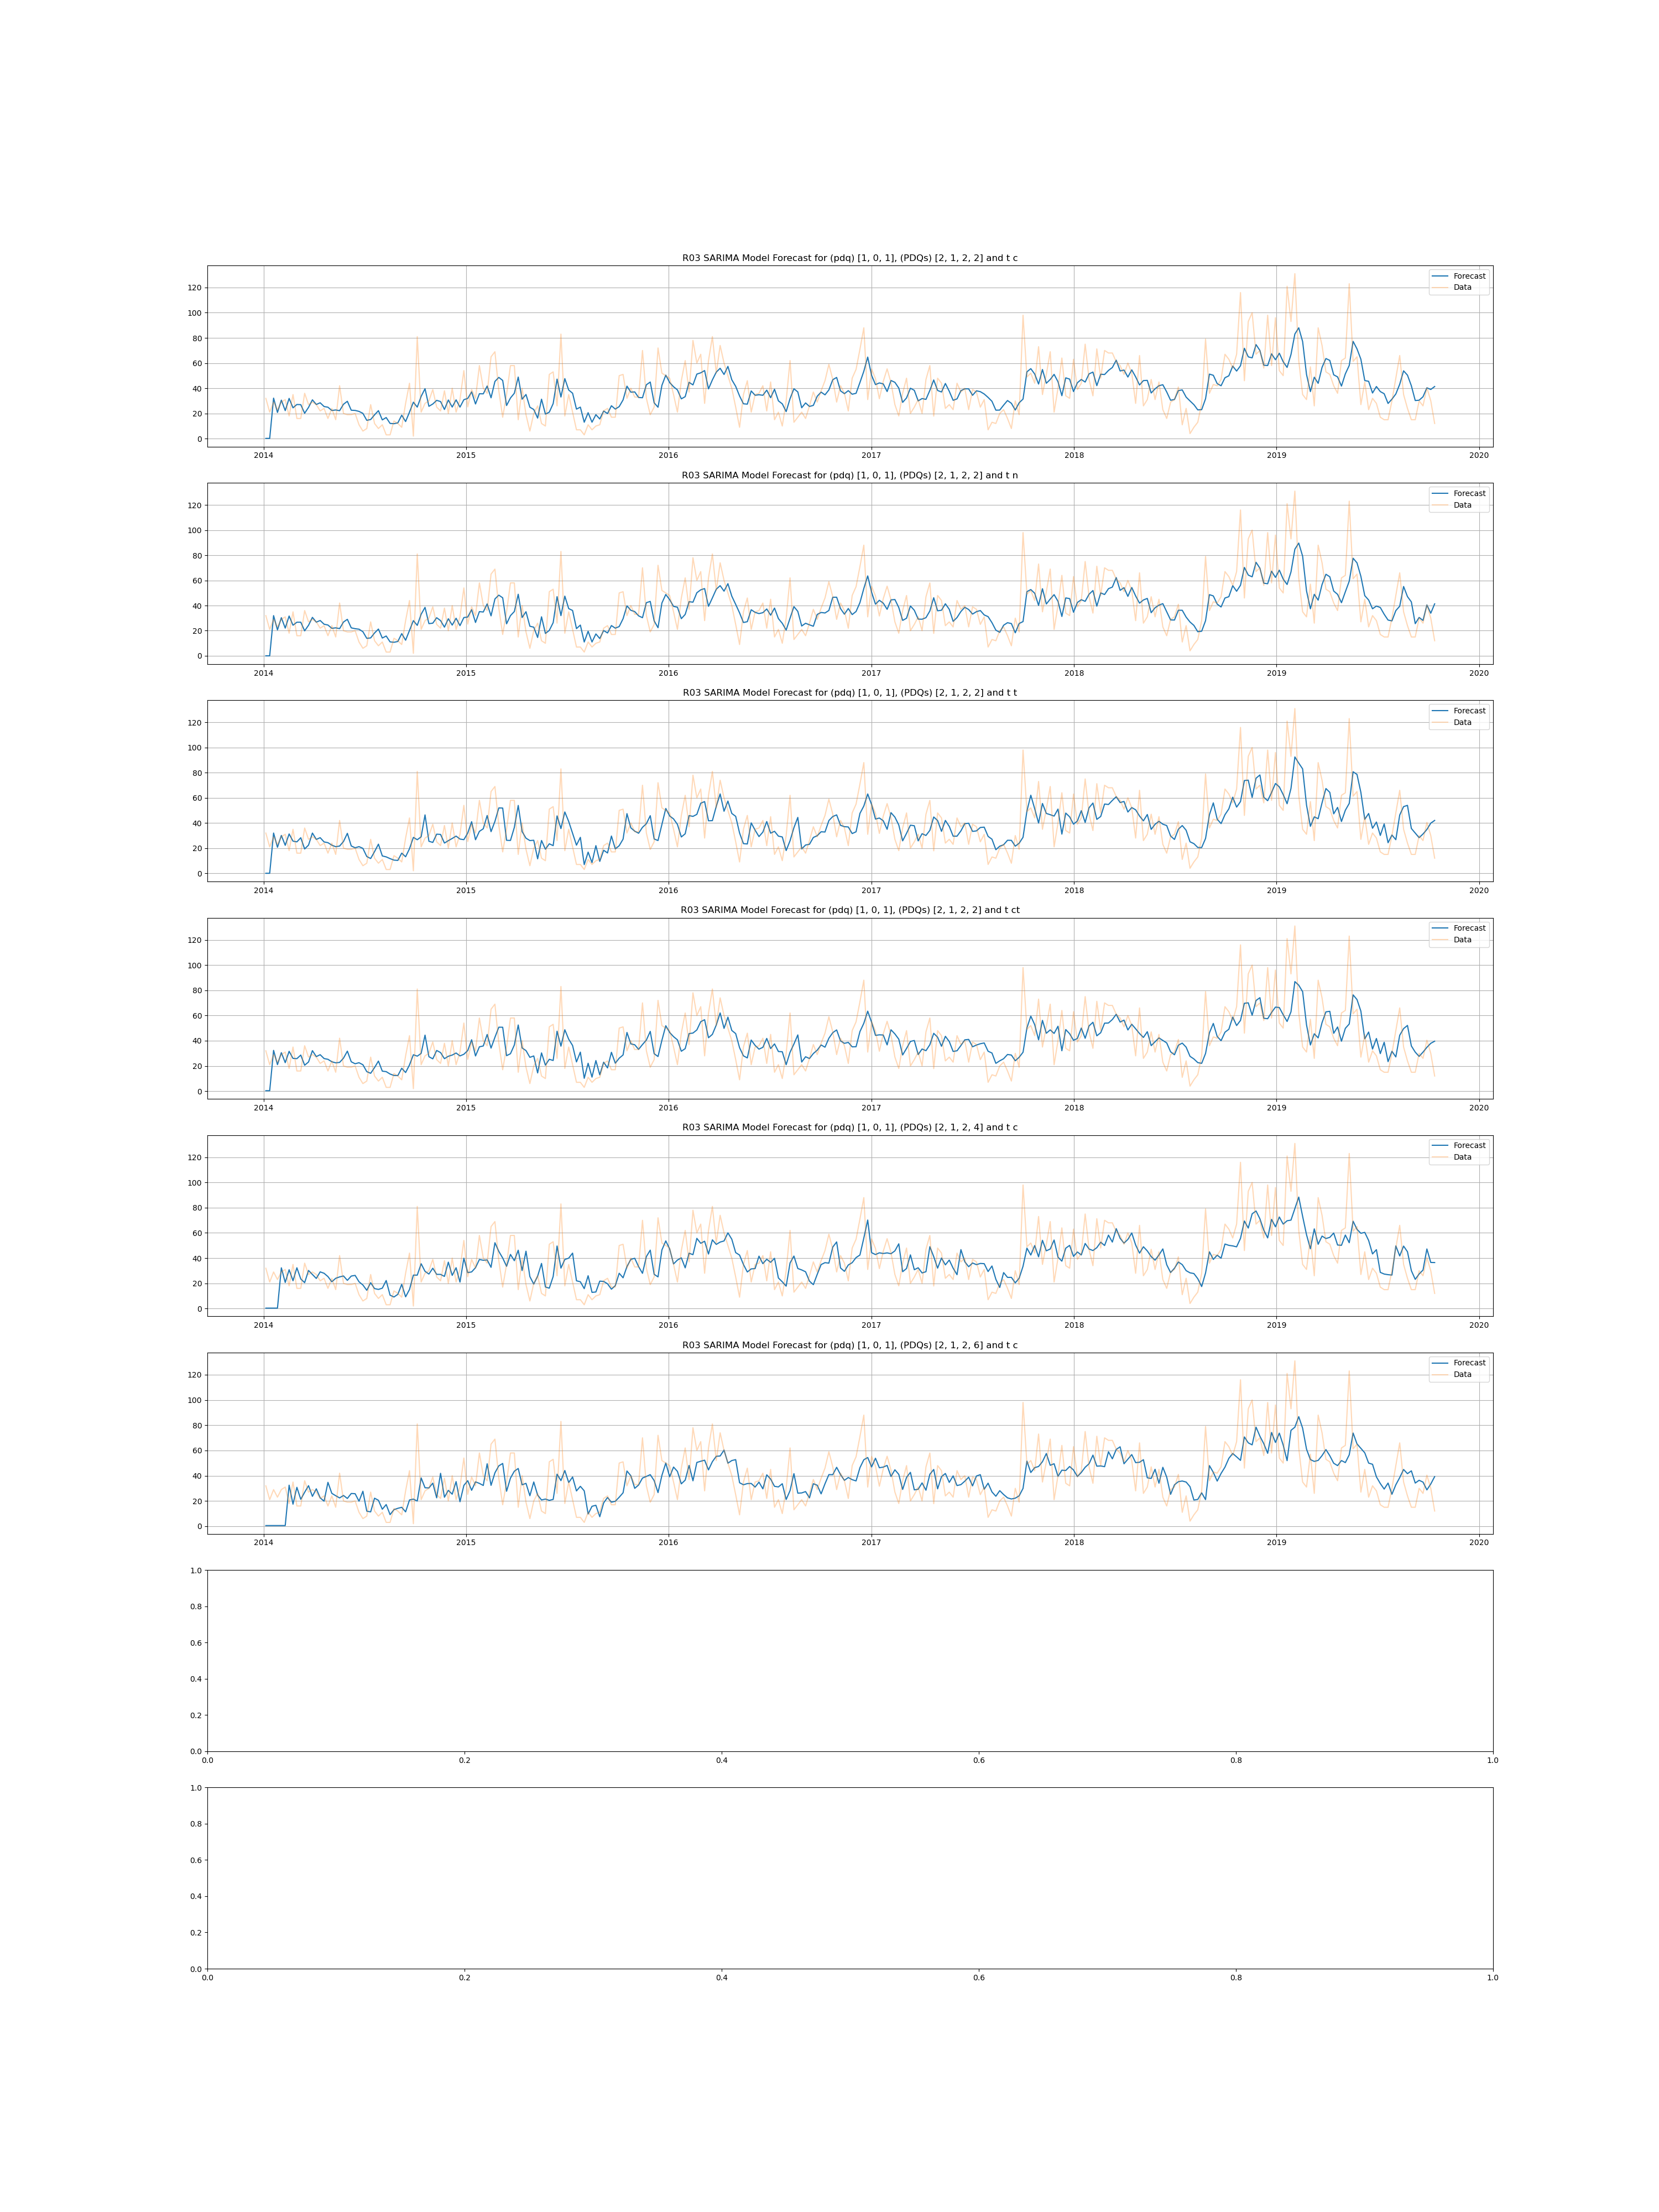 R03 SARIMA Model Forecast for (pdq) [1, 0, 1], (PDQs) [2, 1, 2, 2] and t c
Forecast
Data
120
100
80
60
40
20
0
2014 2015 2016 2017 2018 2019 2020
R03 SARIMA Model Forecast for (pdq) [1, 0, 1], (PDQs) [2, 1, 2, 2] and t n
Forecast
Data
120
100
80
60
40
20
0
2014 2015 2016 2017 2018 2019 2020
R03 SARIMA Model Forecast for (pdq) [1, 0, 1], (PDQs) [2, 1, 2, 2] and t t
Forecast
Data
120
100
80
60
40
20
0
2014 2015 2016 2017 2018 2019 2020
R03 SARIMA Model Forecast for (pdq) [1, 0, 1], (PDQs) [2, 1, 2, 2] and t ct
Forecast
Data
120
100
80
60
40
20
0
2014 2015 2016 2017 2018 2019 2020
R03 SARIMA Model Forecast for (pdq) [1, 0, 1], (PDQs) [2, 1, 2, 4] and t c
Forecast
Data
120
100
80
60
40
20
0
2014 2015 2016 2017 2018 2019 2020
R03 SARIMA Model Forecast for (pdq) [1, 0, 1], (PDQs) [2, 1, 2, 6] and t c
Forecast
Data
120
100
80
60
40
20
0
2014 2015 2016 2017 2018 2019 2020
1.0
0.8
0.6
0.4
0.2
0.0
0.0 0.2 0.4 0.6 0.8 1.0
1.0
0.8
0.6
0.4
0.2
0.0
0.0 0.2 0.4 0.6 0.8 1.0